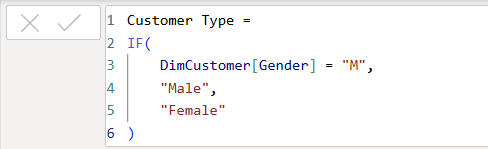 1 Customer Type =
2 IF(
3 DimCustomer[Gender] = "M",
4 "Male",
5 "Female"
6 )